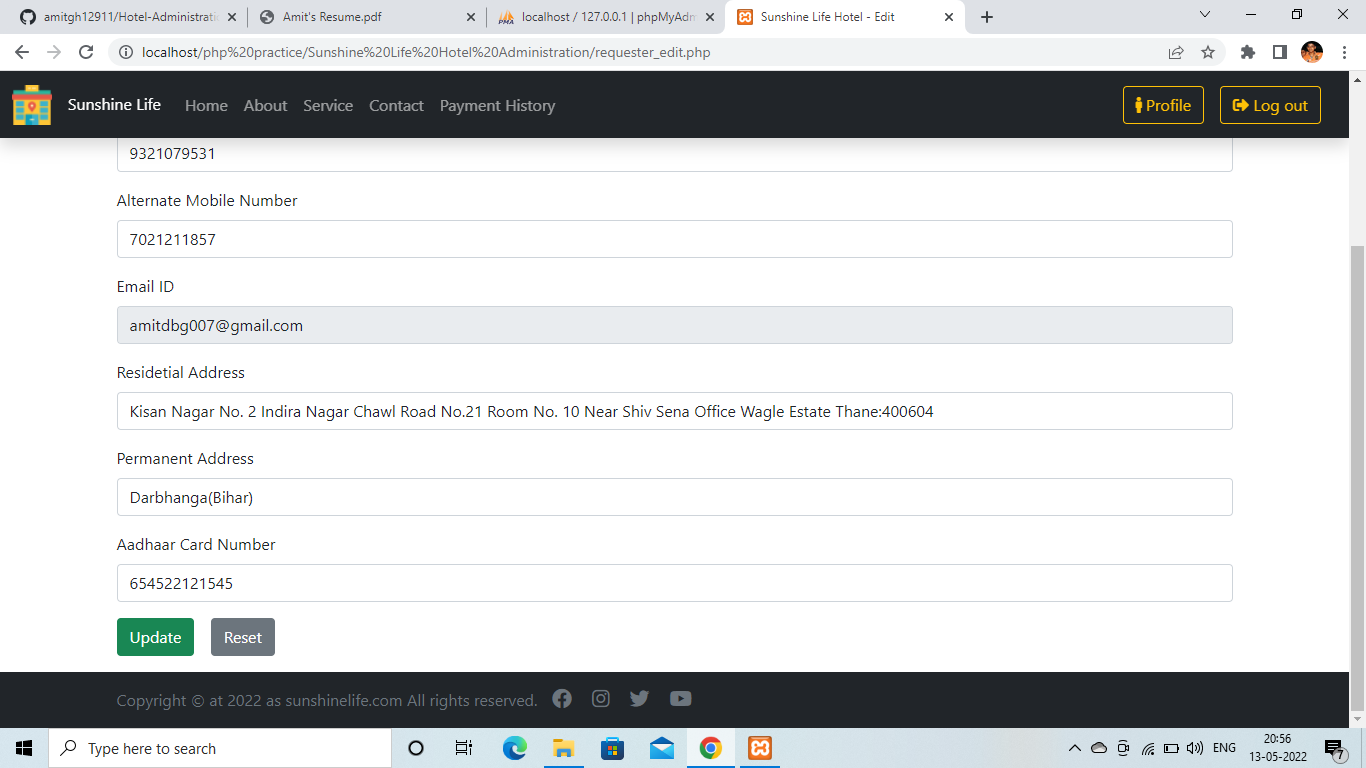 amitgh12911/Hotel-Administratio
Amit's Resume.pdf
localhost / 127.0.0.1 | phpMyAdm
Sunshine Life Hotel - Edit
localhost/php%20practice/Sunshine%20Life%20Hotel%20Administration/requester_edit.php
Sunshine Life Home About Service Contact Payment History Profile Log out
9321079531
Alternate Mobile Number
7021211857
Email ID
amitdbg007@gmail.com
Residetial Address
Kisan Nagar No. 2 Indira Nagar Chawl Road No.21 Room No. 10 Near Shiv Sena Office Wagle Estate Thane:400604
Permanent Address
Darbhanga(Bihar)
Aadhaar Card Number
654522121545
Update Reset
Copyright © at 2022 as sunshinelife.com All rights reserved.
Type here to search
ENG
20:56
13-05-2022
7